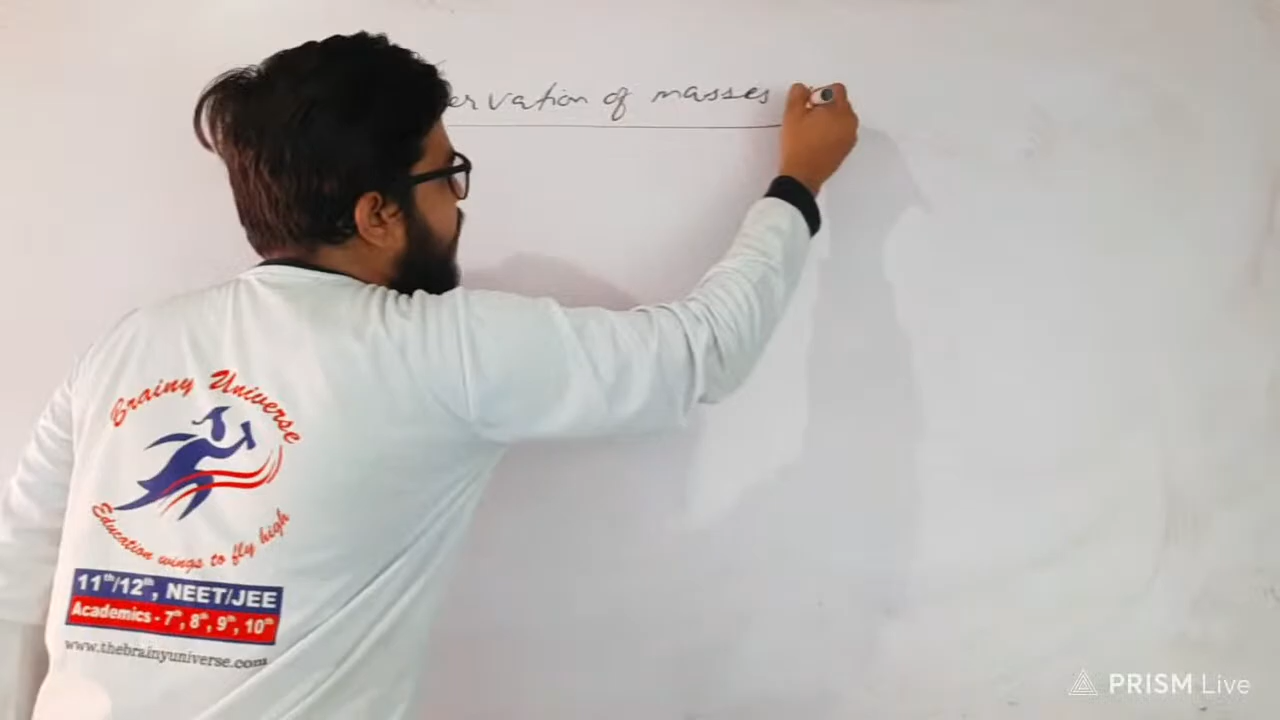 ervation of masses
Brainy Universe
Education wings to fly high
11th/12th, NEET/JEE
Academics - 7th, 8th, 9th, 10th
www.thebrainyuniverse.com
PRISM Live